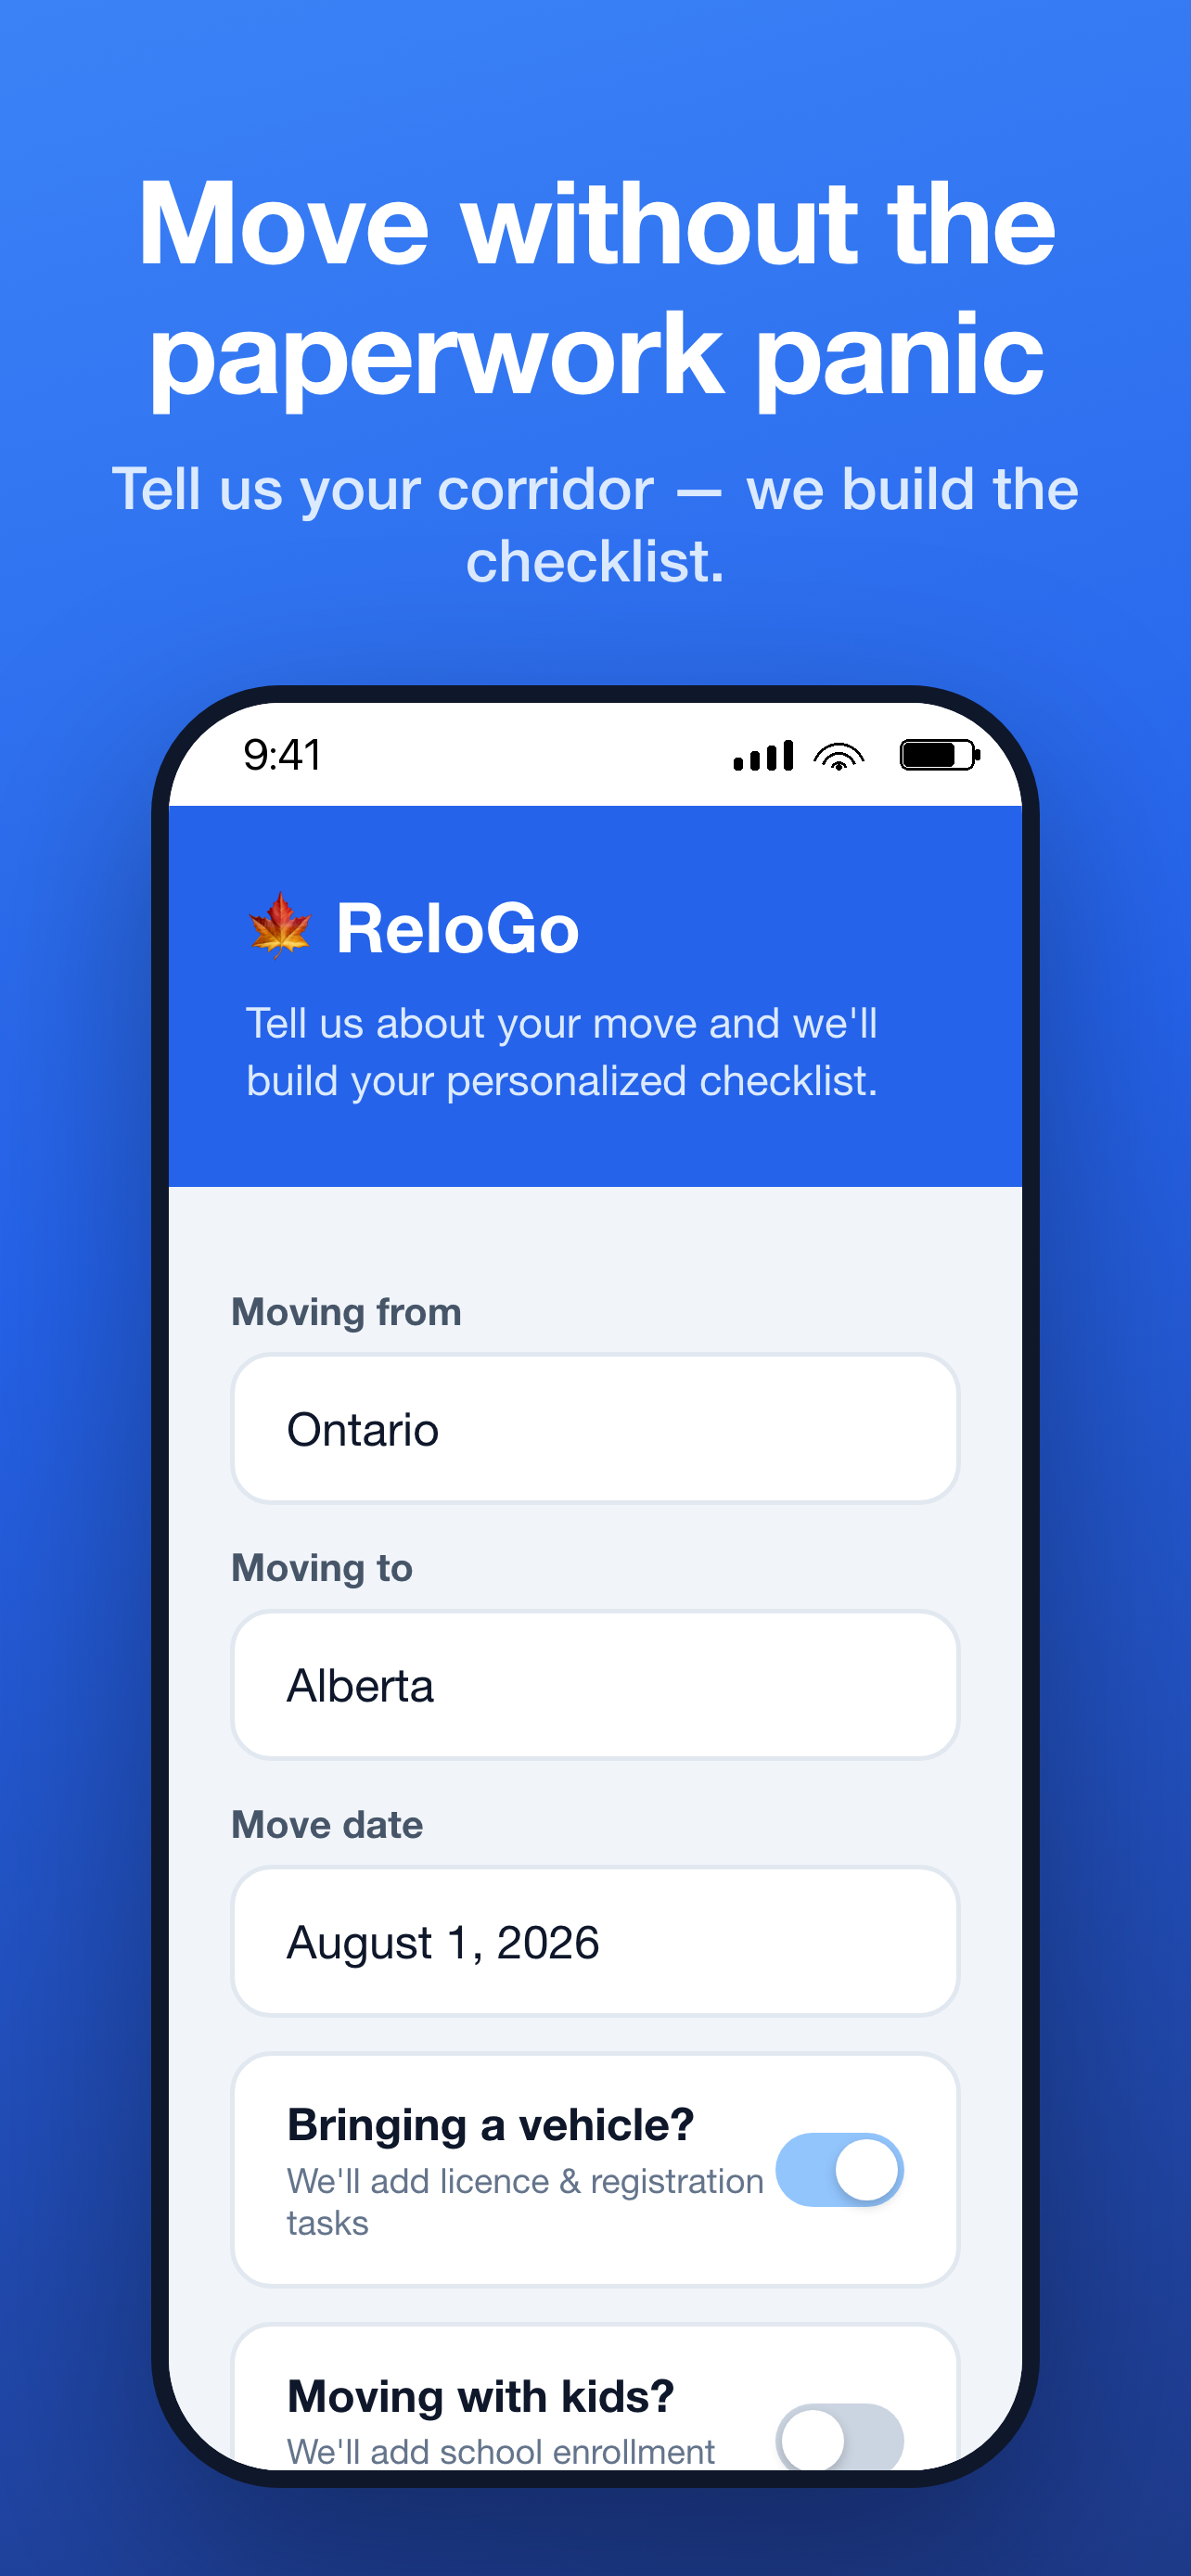 Move without the
paperwork panic
Tell us your corridor — we build the
checklist.
9:41
ReloGo
Tell us about your move and we'll
build your personalized checklist.
Moving from
Ontario
Moving to
Alberta
Move date
August 1, 2026
Bringing a vehicle?
We'll add licence & registration
tasks
Moving with kids?
We'll add school enrollment